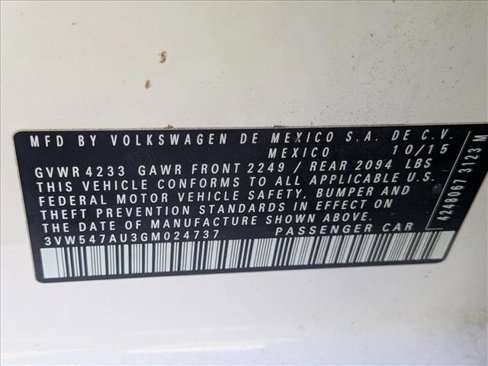 MFD BY VOLKSWAGEN DE MEXICO S.A. DE C.V.
MEXICO 10/15
GVWR 4233 GAWR FRONT 2249 / REAR 2094 LBS
THIS VEHICLE CONFORMS TO ALL APPLICABLE U.S.
FEDERAL MOTOR VEHICLE SAFETY, BUMPER AND
THEFT PREVENTION STANDARDS IN EFFECT ON
THE DATE OF MANUFACTURE SHOWN ABOVE.
3VW547AU3GM024737 PASSENGER CAR
4248067 3123 M